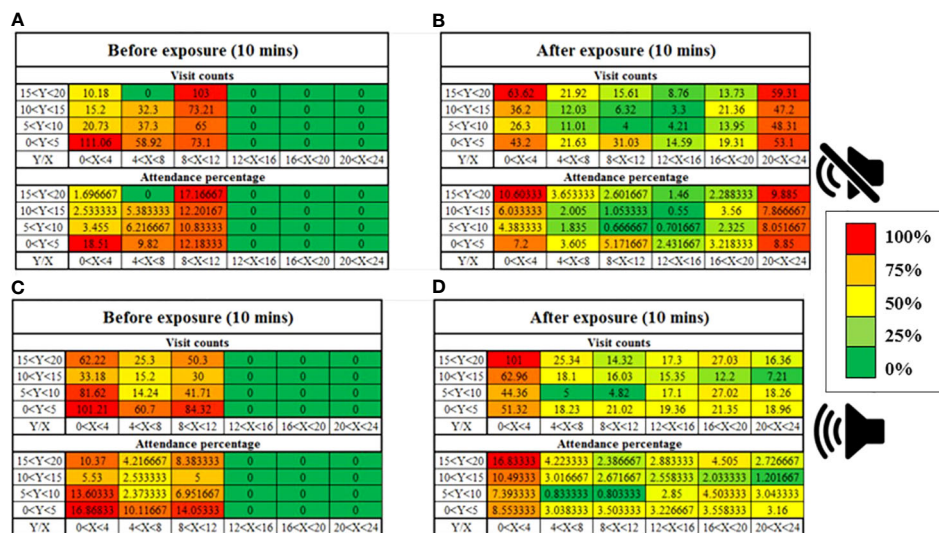 A
Before exposure (10 mins)
Visit counts
15<Y<20 10.18 0 103 0 0 0
10<Y<15 15.2 32.3 73.21 0 0 0
5<Y<10 20.73 37.3 65 0 0 0
0<Y<5 111.06 58.92 73.1 0 0 0
Y/X 0<X<4 4<X<8 8<X<12 12<X<16 16<X<20 20<X<24
Attendance percentage
15<Y<20 1.696667 0 17.16667 0 0 0
10<Y<15 2.533333 5.383333 12.20167 0 0 0
5<Y<10 3.455 6.216667 10.83333 0 0 0
0<Y<5 18.51 9.82 12.18333 0 0 0
Y/X 0<X<4 4<X<8 8<X<12 12<X<16 16<X<20 20<X<24
B
After exposure (10 mins)
Visit counts
15<Y<20 63.62 21.92 15.61 8.76 13.73 59.31
10<Y<15 36.2 12.03 6.32 3.3 21.36 47.2
5<Y<10 26.3 11.01 4 4.21 13.95 48.31
0<Y<5 43.2 21.63 31.03 14.59 19.31 53.1
Y/X 0<X<4 4<X<8 8<X<12 12<X<16 16<X<20 20<X<24
Attendance percentage
15<Y<20 10.60333 3.653333 2.601667 1.46 2.288333 9.885
10<Y<15 6.033333 2.005 1.053333 0.55 3.56 7.866667
5<Y<10 4.383333 1.835 0.666667 0.701667 2.325 8.051667
0<Y<5 7.2 3.605 5.171667 2.431667 3.218333 8.85
Y/X 0<X<4 4<X<8 8<X<12 12<X<16 16<X<20 20<X<24
100%
75%
50%
25%
0%
C
Before exposure (10 mins)
Visit counts
15<Y<20 62.22 25.3 50.3 0 0 0
10<Y<15 33.18 15.2 30 0 0 0
5<Y<10 81.62 14.24 41.71 0 0 0
0<Y<5 101.21 60.7 84.32 0 0 0
Y/X 0<X<4 4<X<8 8<X<12 12<X<16 16<X<20 20<X<24
Attendance percentage
15<Y<20 10.37 4.216667 8.383333 0 0 0
10<Y<15 5.53 2.533333 5 0 0 0
5<Y<10 13.60333 2.373333 6.951667 0 0 0
0<Y<5 16.86833 10.11667 14.05333 0 0 0
Y/X 0<X<4 4<X<8 8<X<12 12<X<16 16<X<20 20<X<24
D
After exposure (10 mins)
Visit counts
15<Y<20 101 25.34 14.32 17.3 27.03 16.36
10<Y<15 62.96 18.1 16.03 15.35 12.2 7.21
5<Y<10 44.36 5 4.82 17.1 27.02 18.26
0<Y<5 51.32 18.23 21.02 19.36 21.35 18.96
Y/X 0<X<4 4<X<8 8<X<12 12<X<16 16<X<20 20<X<24
Attendance percentage
15<Y<20 16.83333 4.223333 2.386667 2.883333 4.505 2.726667
10<Y<15 10.49333 3.016667 2.671667 2.558333 2.033333 1.201667
5<Y<10 7.393333 0.833333 0.803333 2.85 4.503333 3.043333
0<Y<5 8.553333 3.038333 3.503333 3.226667 3.558333 3.16
Y/X 0<X<4 4<X<8 8<X<12 12<X<16 16<X<20 20<X<24